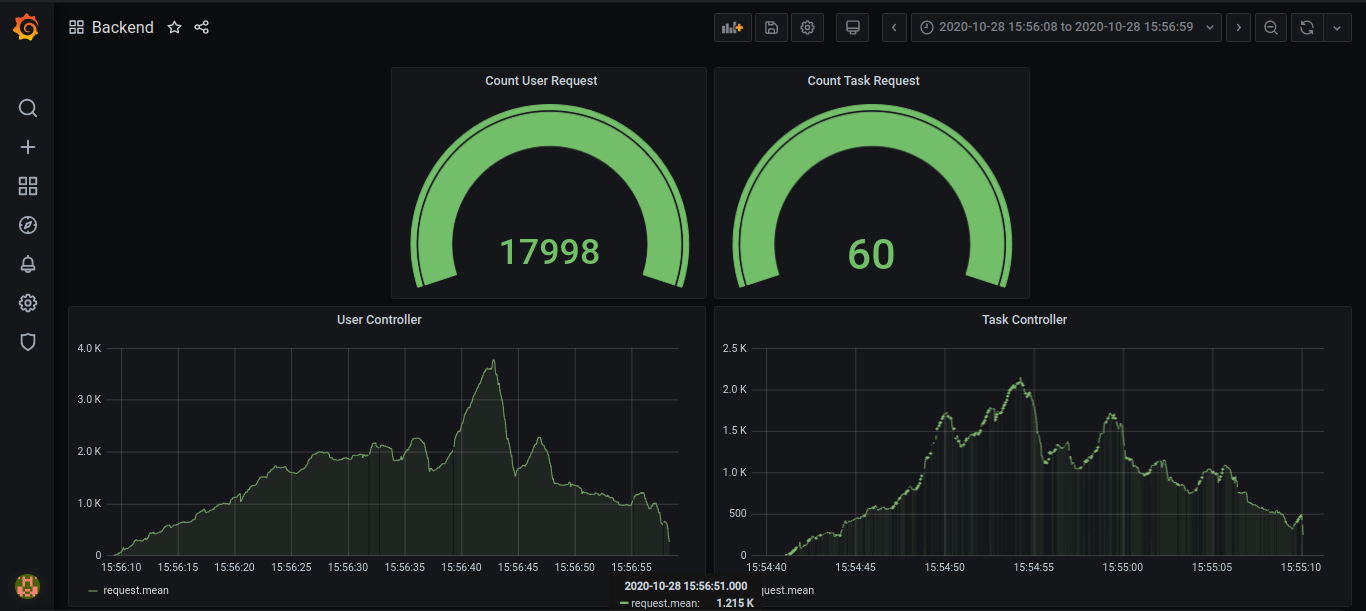 Backend
2020-10-28 15:56:08 to 2020-10-28 15:56:59
Count User Request
17998
Count Task Request
60
User Controller
4.0 K
3.0 K
2.0 K
1.0 K
0
15:56:10 15:56:15 15:56:20 15:56:25 15:56:30 15:56:35 15:56:40 15:56:45 15:56:50 15:56:55
request.mean
Task Controller
2.5 K
2.0 K
1.5 K
1.0 K
500
0
15:54:40 15:54:45 15:54:50 15:54:55 15:55:00 15:55:05 15:55:10
quest.mean
2020-10-28 15:56:51.000
request.mean: 1.215 K